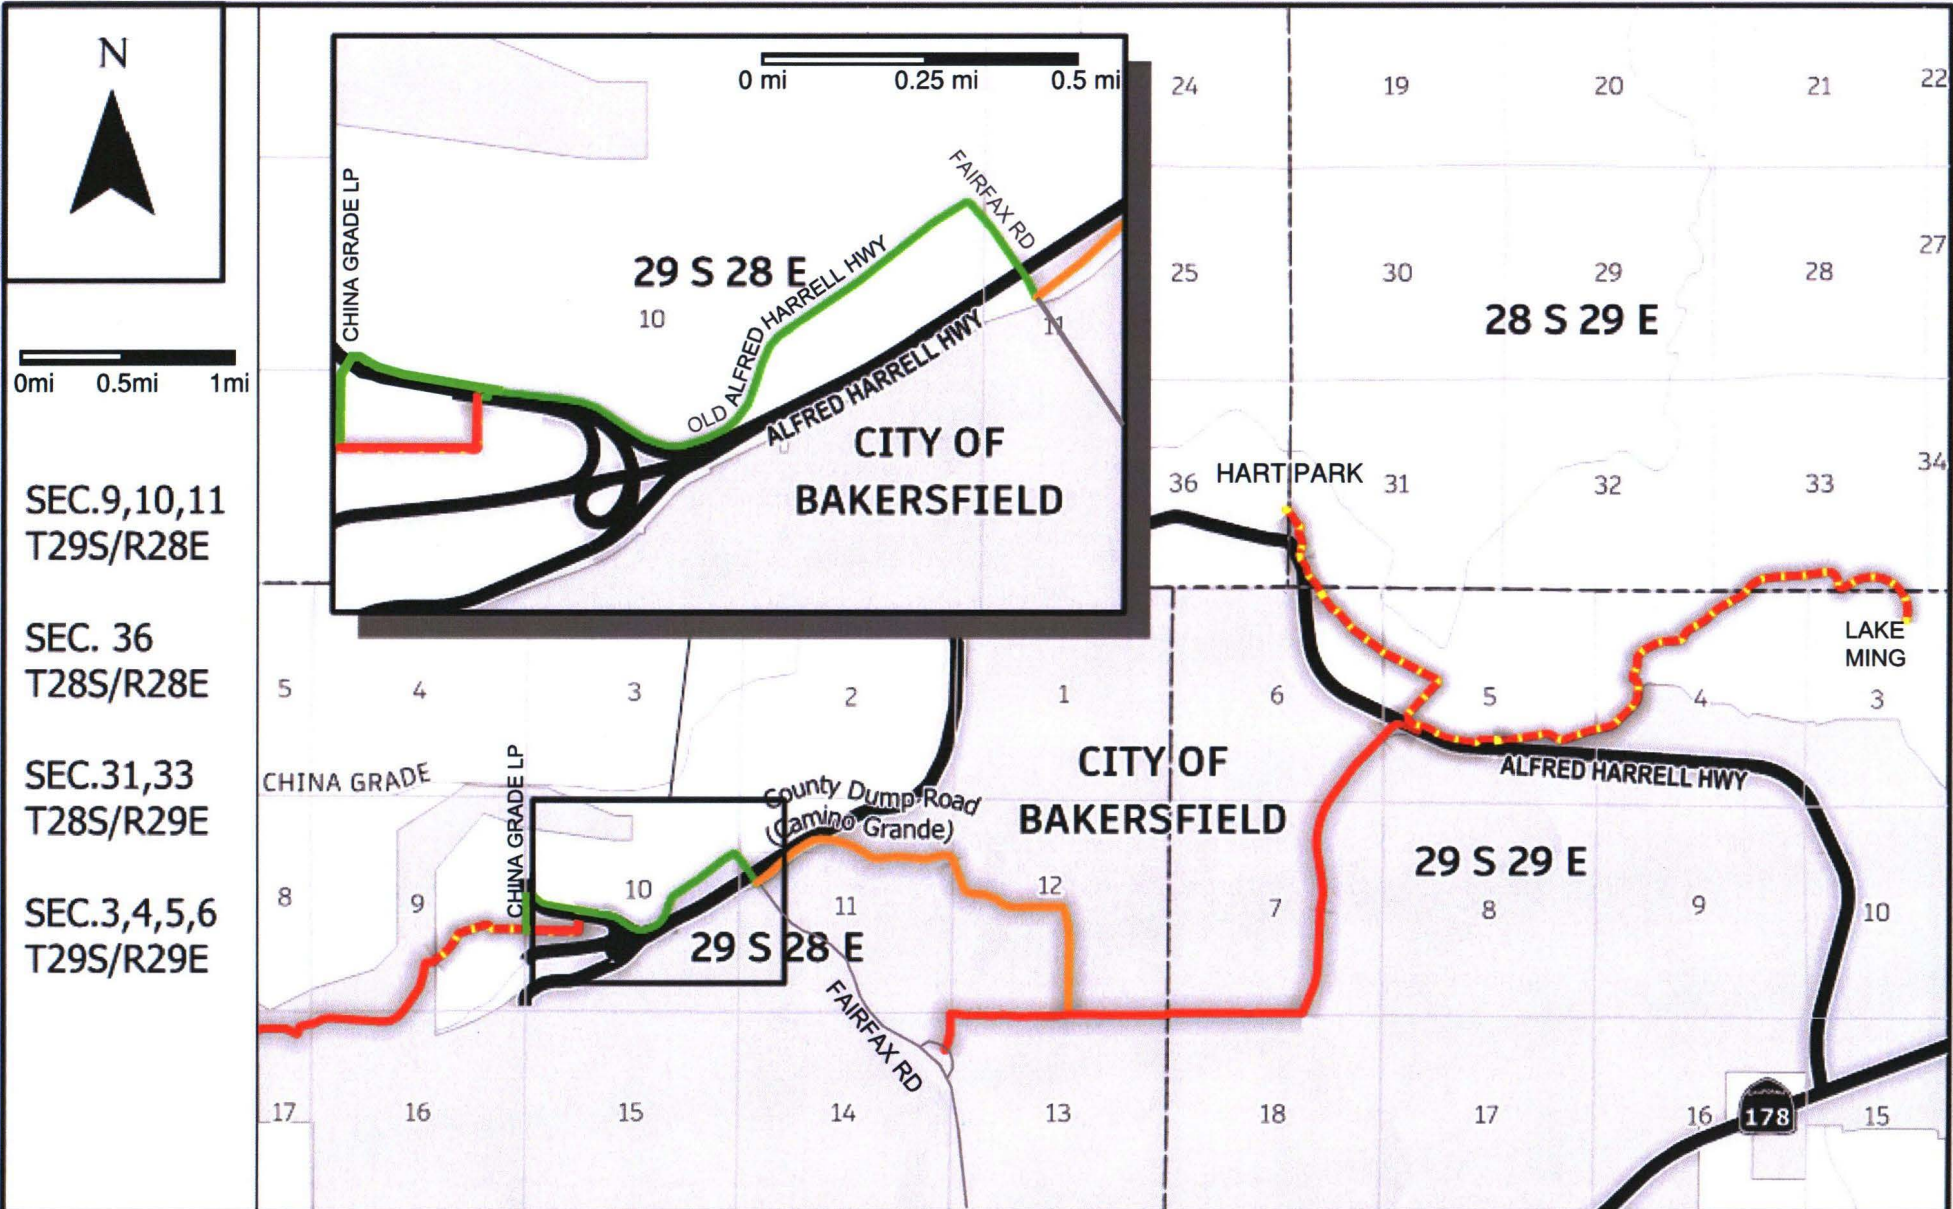 N
0mi 0.5mi 1mi
SEC.9,10,11
T29S/R28E
SEC. 36
T28S/R28E
SEC.31,33
T28S/R29E
SEC.3,4,5,6
T29S/R29E
0 mi 0.25 mi 0.5 mi
CHINA GRADE LP
FAIRFAX RD
29 S 28 E
10
OLD ALFRED HARRELL HWY
ALFRED HARRELL HWY
11
CITY OF
BAKERSFIELD
24 19 20 21 22
25 30 29 28 27
28 S 29 E
36 HART PARK 31 32 33 34
LAKE
MING
5 4 3 2 1 6 5 4 3
CHINA GRADE
CHINA GRADE LP
County Dump Road
(Camino Grande)
CITY OF
BAKERSFIELD
ALFRED HARRELL HWY
29 S 29 E
8 9 10 11 12 7 8 9 10
29 S 28 E
FAIRFAX RD
17 16 15 14 13 18 17 16 15
CALIFORNIA
178